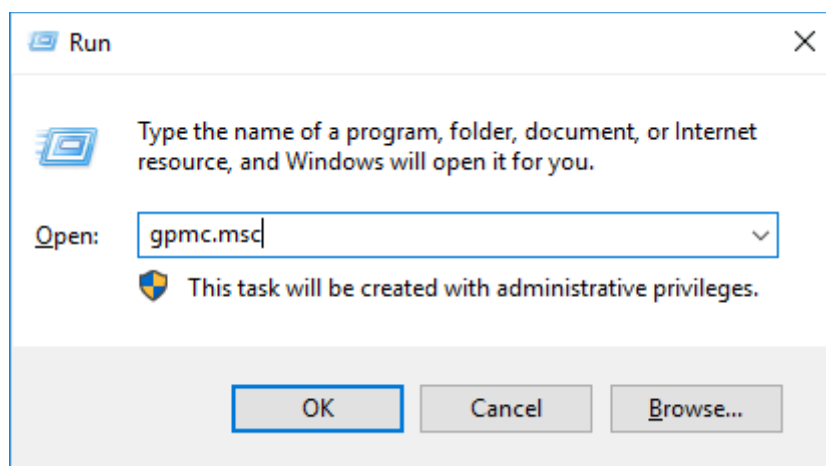 Run
Type the name of a program, folder, document, or Internet
resource, and Windows will open it for you.
Open: gpmc.msc
This task will be created with administrative privileges.
OK Cancel Browse...